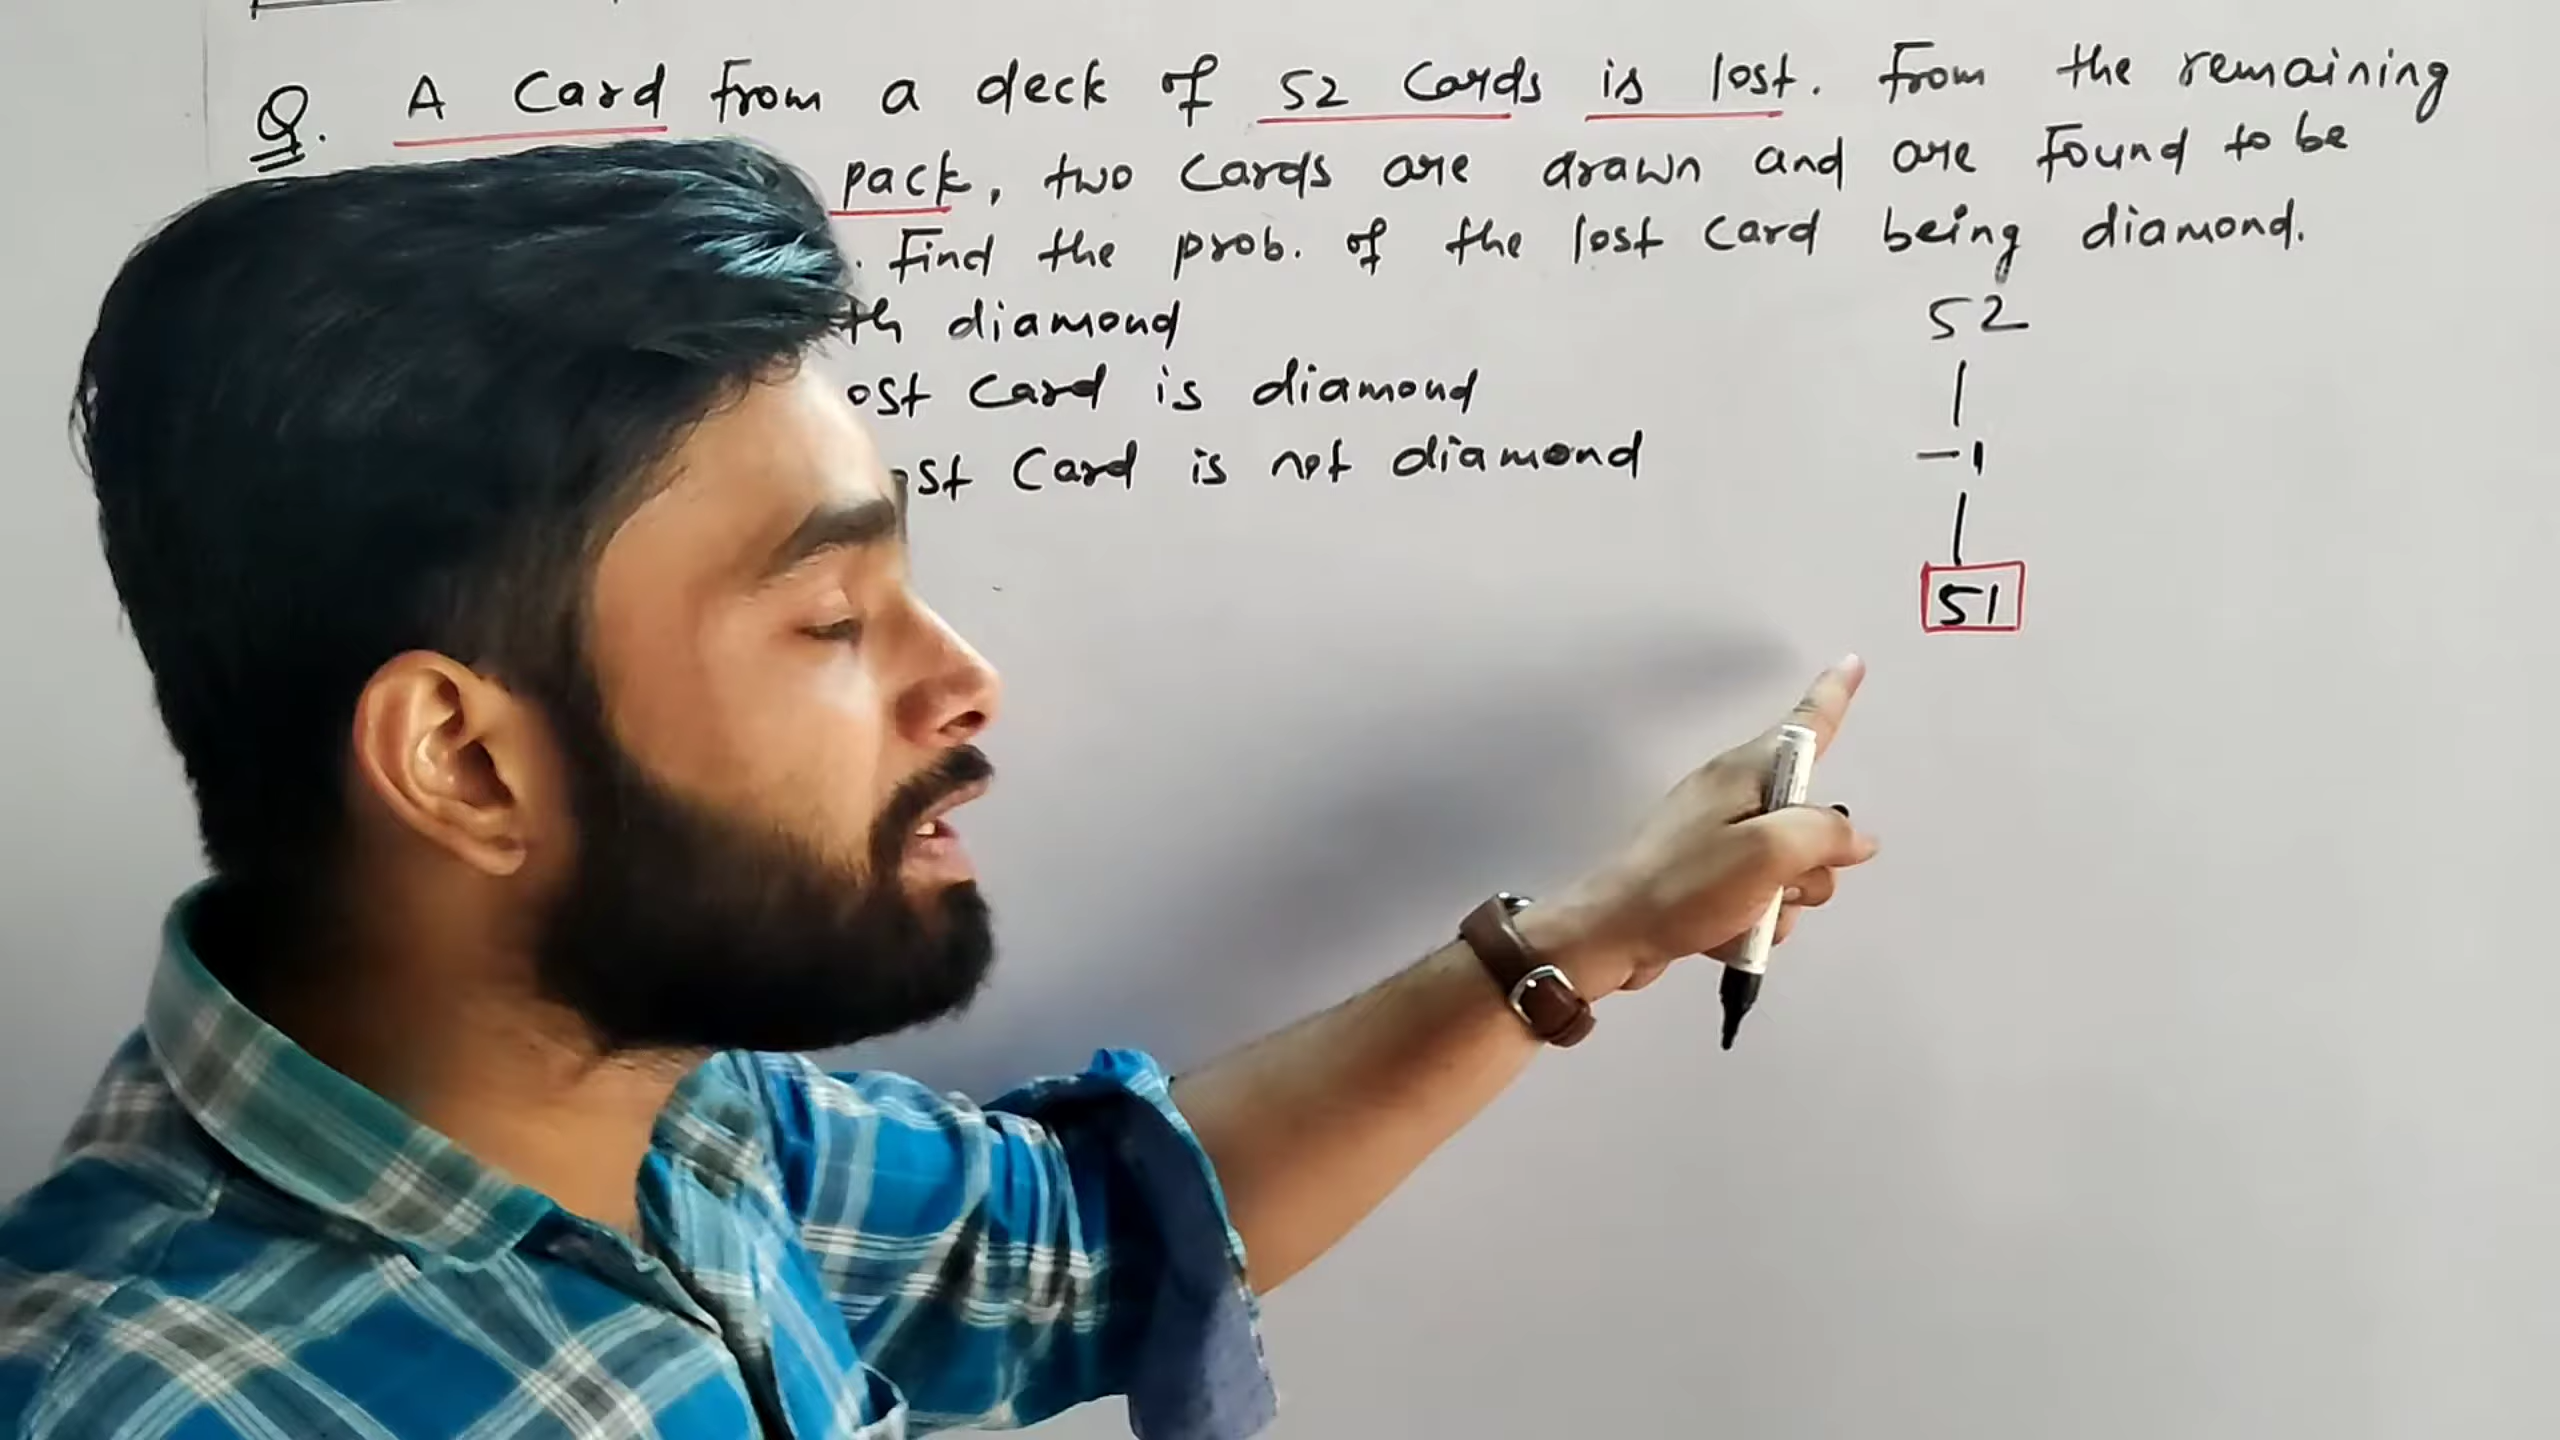 Q. A Card from a deck of 52 Cards is lost. From the remaining
pack, two cards are drawn and are found to be
. Find the prob. of the lost card being diamond.
th diamond
ost Card is diamond
ost Card is not diamond
52
-1
51